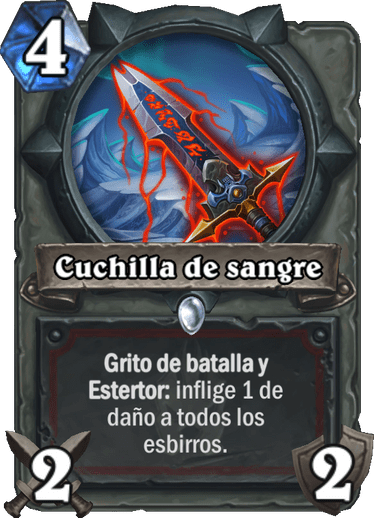 4
Cuchilla de sangre
Grito de batalla y
Estertor: inflige 1 de
daño a todos los
esbirros.
2
2